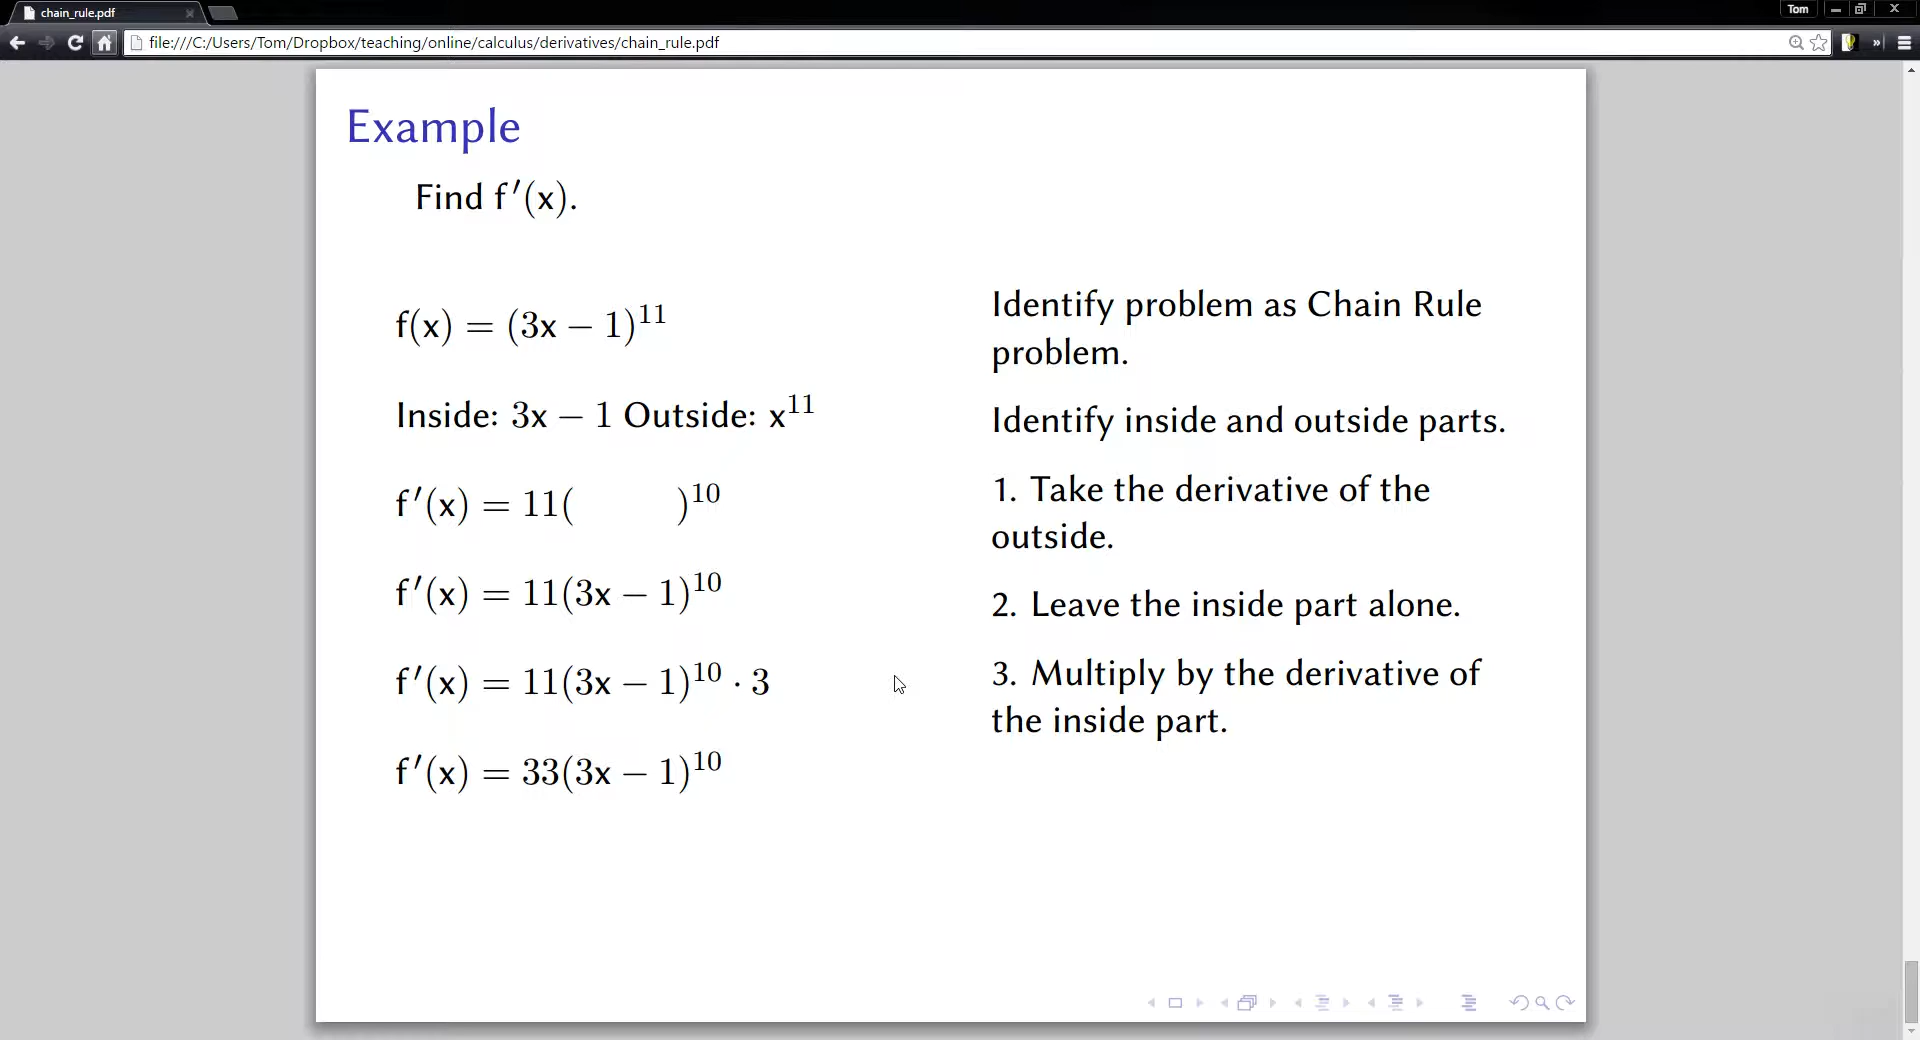 chain_rule.pdf
Tom
file:///C:/Users/Tom/Dropbox/teaching/online/calculus/derivatives/chain_rule.pdf
Example
Find f′(x).
f(x) = (3x − 1)¹¹
Identify problem as Chain Rule
problem.
Inside: 3x − 1 Outside: x¹¹
Identify inside and outside parts.
f′(x) = 11( )¹⁰
1. Take the derivative of the
outside.
f′(x) = 11(3x − 1)¹⁰
2. Leave the inside part alone.
f′(x) = 11(3x − 1)¹⁰ · 3
3. Multiply by the derivative of
the inside part.
f′(x) = 33(3x − 1)¹⁰